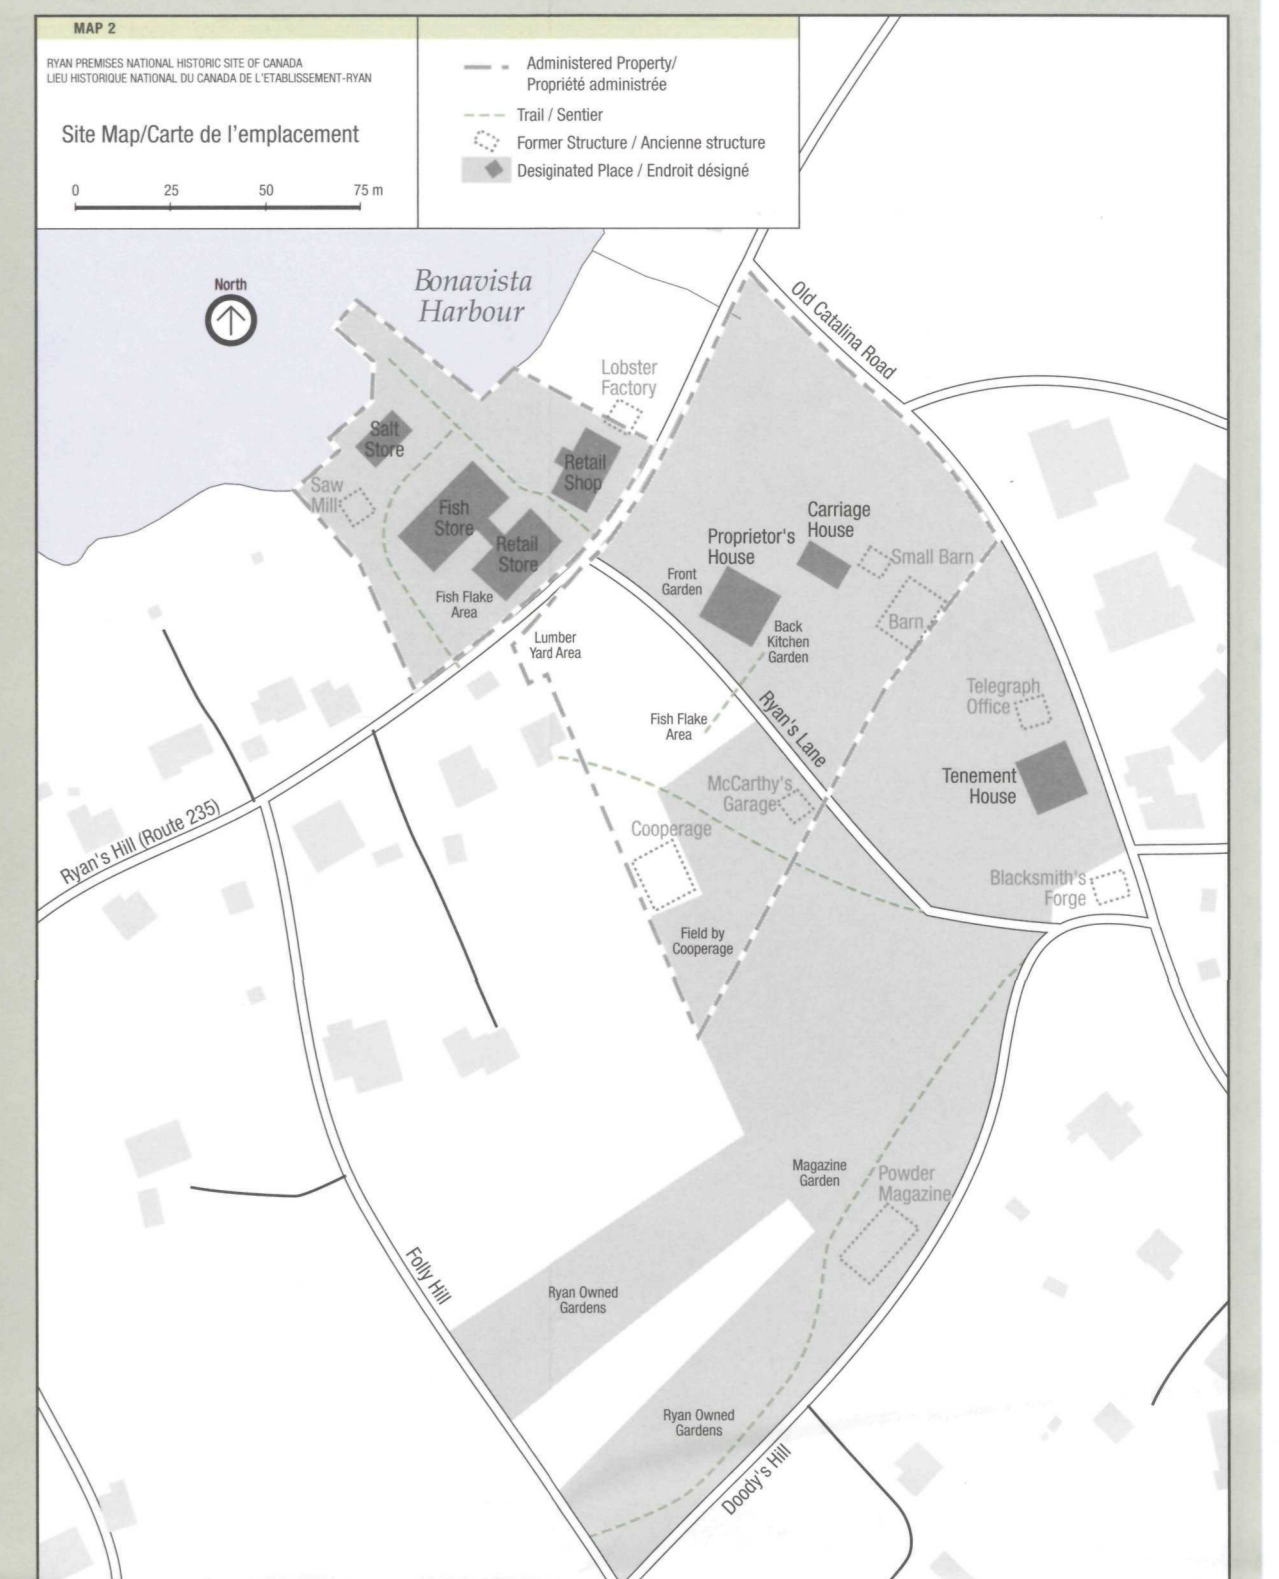 MAP 2
RYAN PREMISES NATIONAL HISTORIC SITE OF CANADA
LIEU HISTORIQUE NATIONAL DU CANADA DE L'ETABLISSEMENT-RYAN
Site Map/Carte de l'emplacement
0 25 50 75 m
Administered Property/
Propriété administrée
Trail / Sentier
Former Structure / Ancienne structure
Desiginated Place / Endroit désigné
North
Bonavista
Harbour
Old Catalina Road
Lobster
Factory
Salt
Store
Retail
Shop
Saw
Mill
Fish
Store
Retail
Store
Fish Flake
Area
Carriage
House
Proprietor's
House
Small Barn
Front
Garden
Barn
Back
Kitchen
Garden
Lumber
Yard Area
Telegraph
Office
Fish Flake
Area
Ryan's Lane
Tenement
House
McCarthy's
Garage
Cooperage
Ryan's Hill (Route 235)
Blacksmith's
Forge
Field by
Cooperage
Magazine
Garden
Powder
Magazine
Folly Hill
Ryan Owned
Gardens
Ryan Owned
Gardens
Doody's Hill